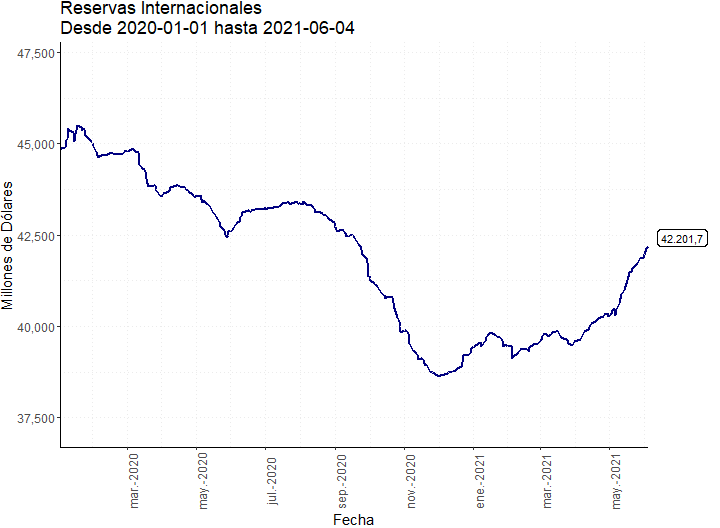 Reservas Internacionales
Desde 2020-01-01 hasta 2021-06-04
47,500
45,000
42,500
40,000
37,500
Millones de Dólares
42.201,7
mar.-2020
may.-2020
jul.-2020
sep.-2020
nov.-2020
ene.-2021
mar.-2021
may.-2021
Fecha